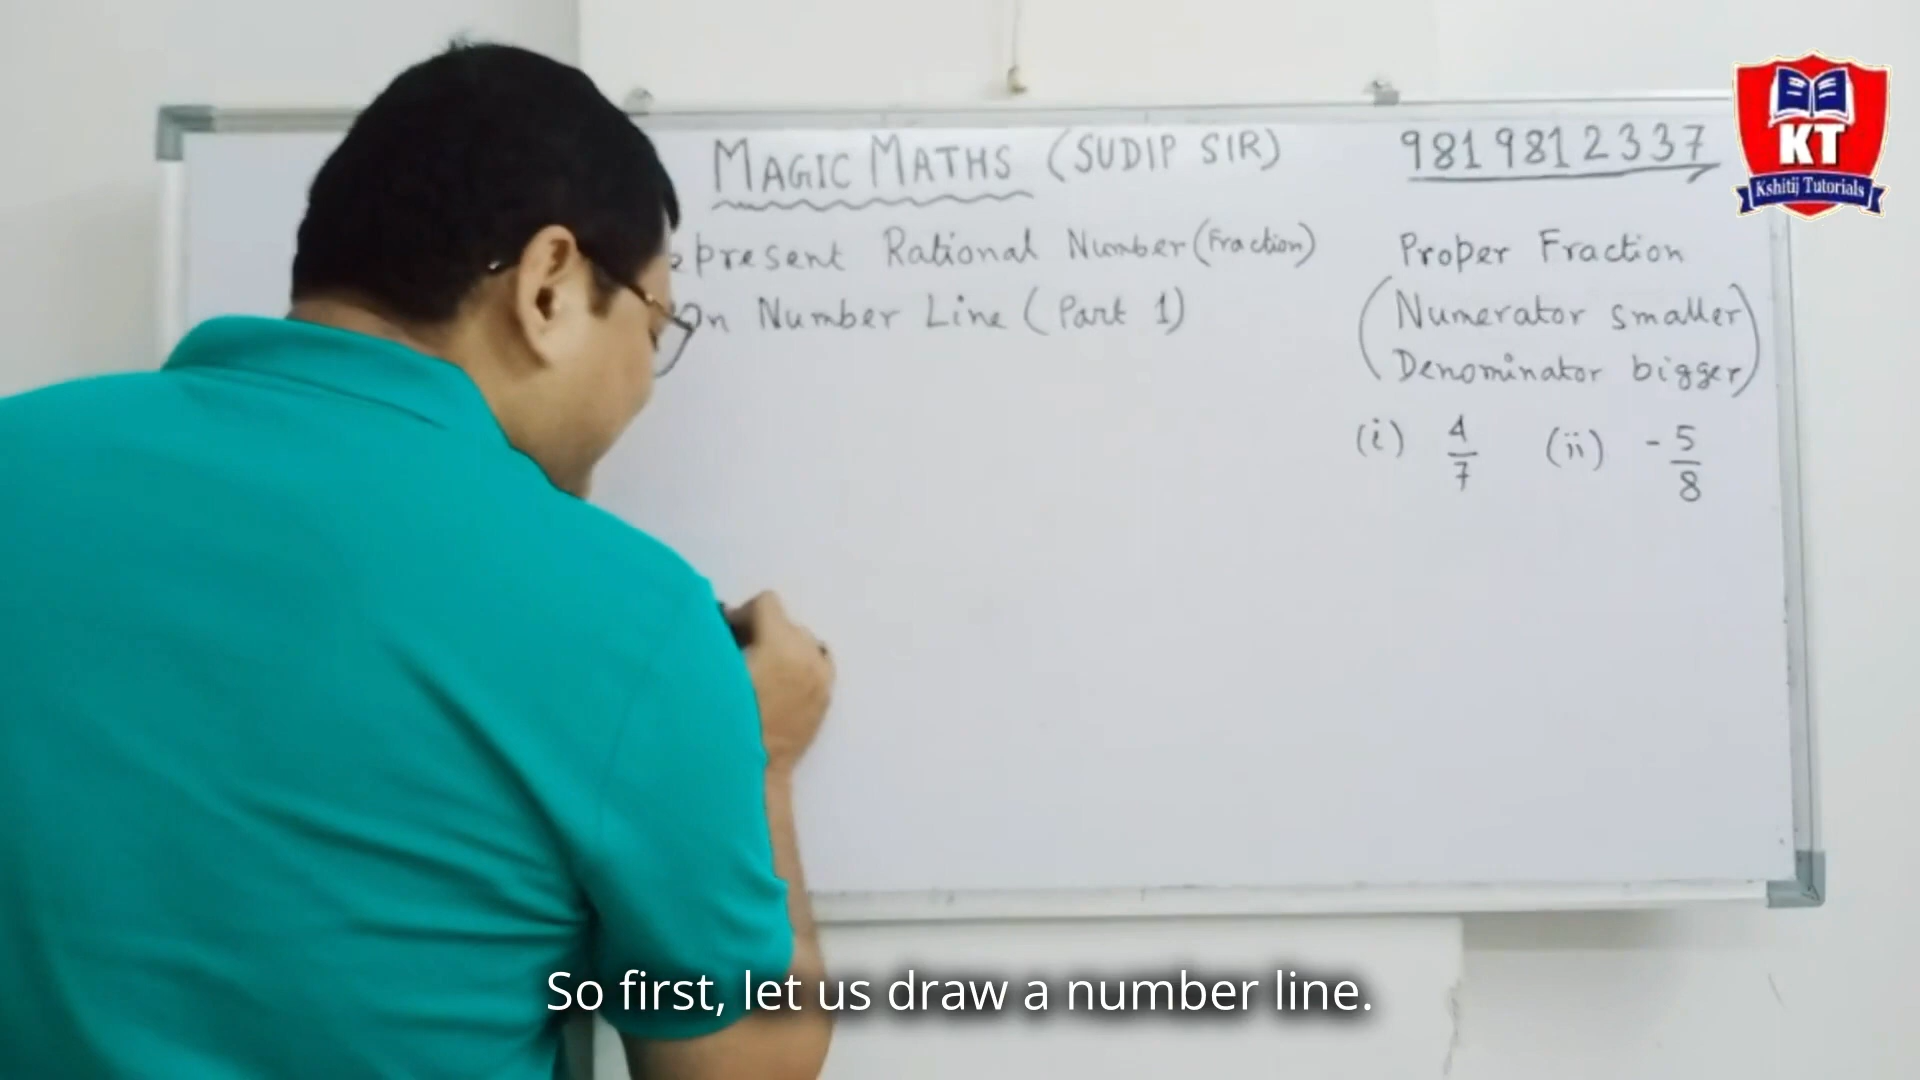 MAGIC MATHS (SUDIP SIR)
9819812337
KT
Kshitij Tutorials
Rational Number (Fraction)
On Number Line (Part 1)
Proper Fraction
(Numerator smaller
Denominator bigger)
(i) 4/7 (ii) -5/8
So first, let us draw a number line.